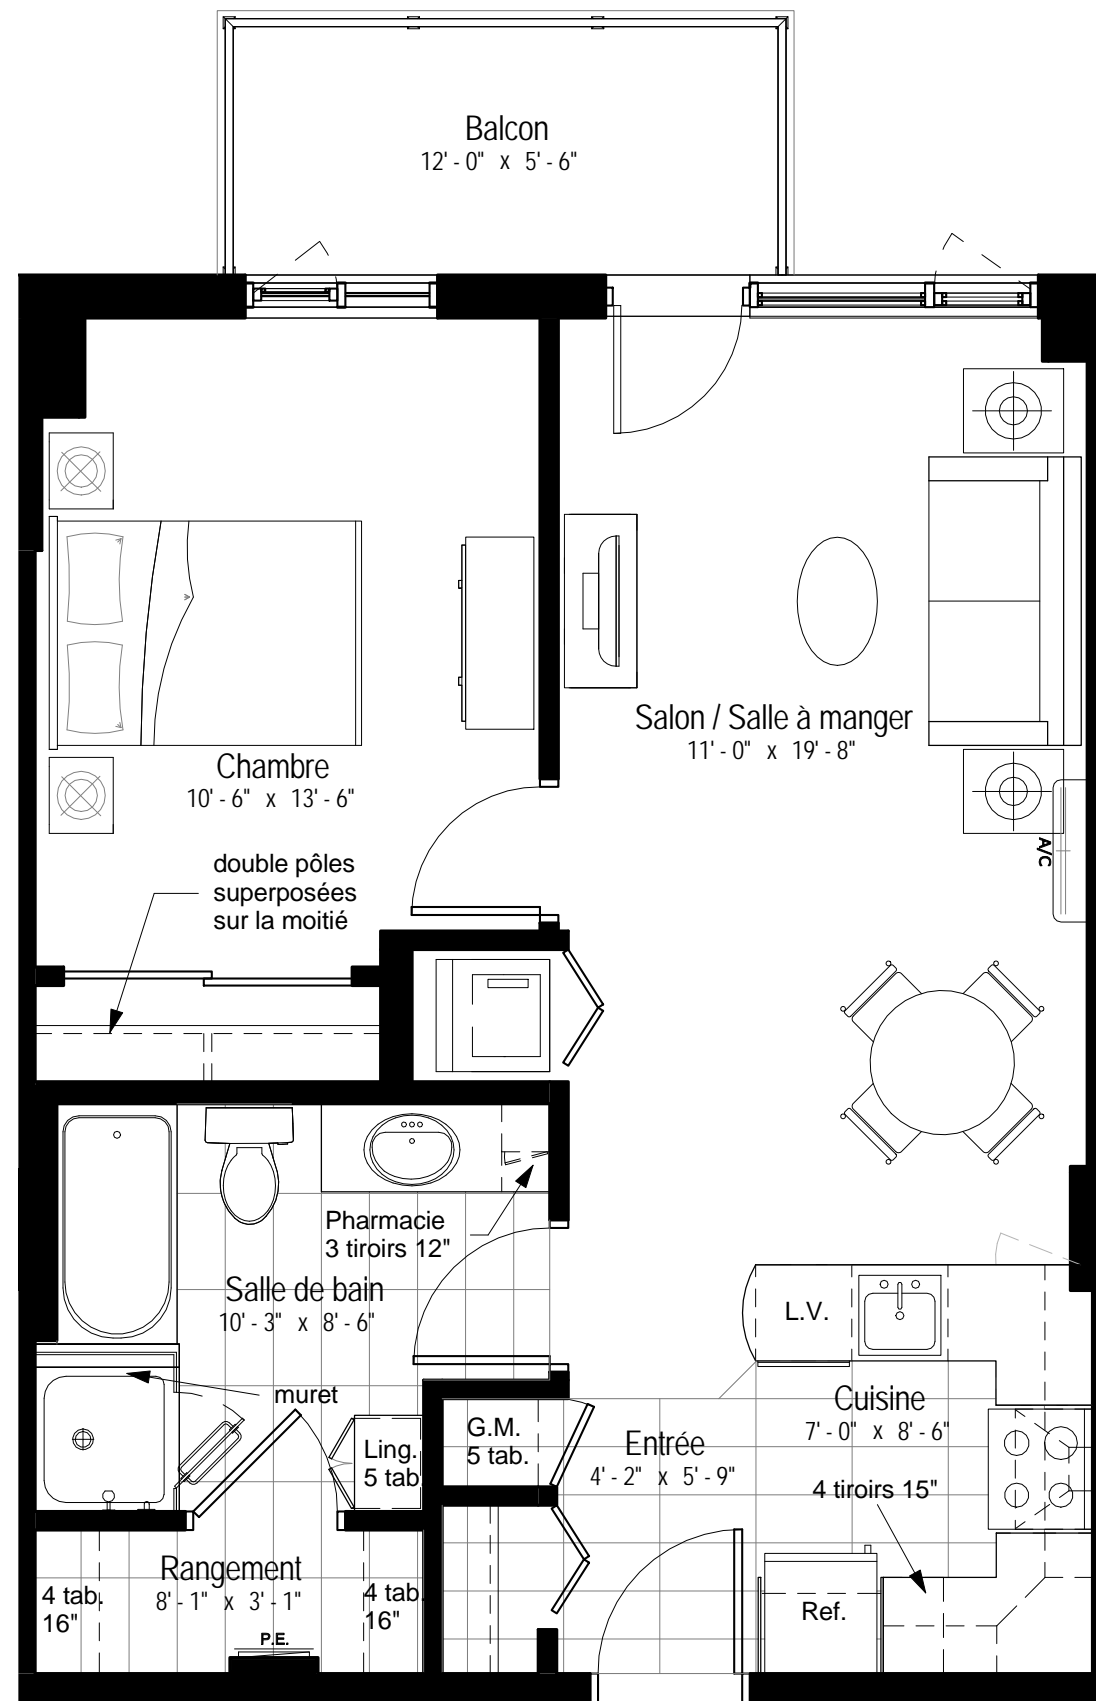 Balcon
12' - 0" x 5' - 6"
Salon / Salle à manger
11' - 0" x 19' - 8"
Chambre
10' - 6" x 13' - 6"
A/C
double pôles
superposées
sur la moitié
Pharmacie
3 tiroirs 12"
Salle de bain
10' - 3" x 8' - 6"
L.V.
muret
Cuisine
7' - 0" x 8' - 6"
G.M.
5 tab.
Entrée
4' - 2" x 5' - 9"
Ling.
5 tab
4 tiroirs 15"
Rangement
8' - 1" x 3' - 1"
4 tab.
16"
4 tab.
16"
Ref.
P.E.